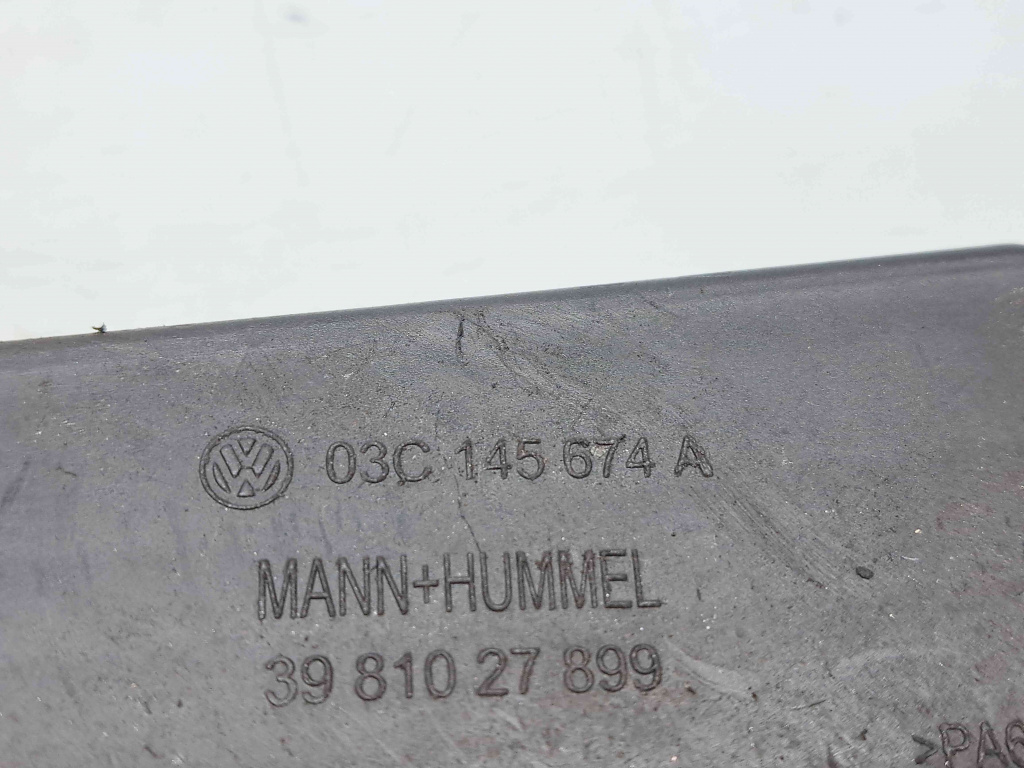 03C 145 674 A
MANN+HUMMEL
39 810 27 899
>PA6